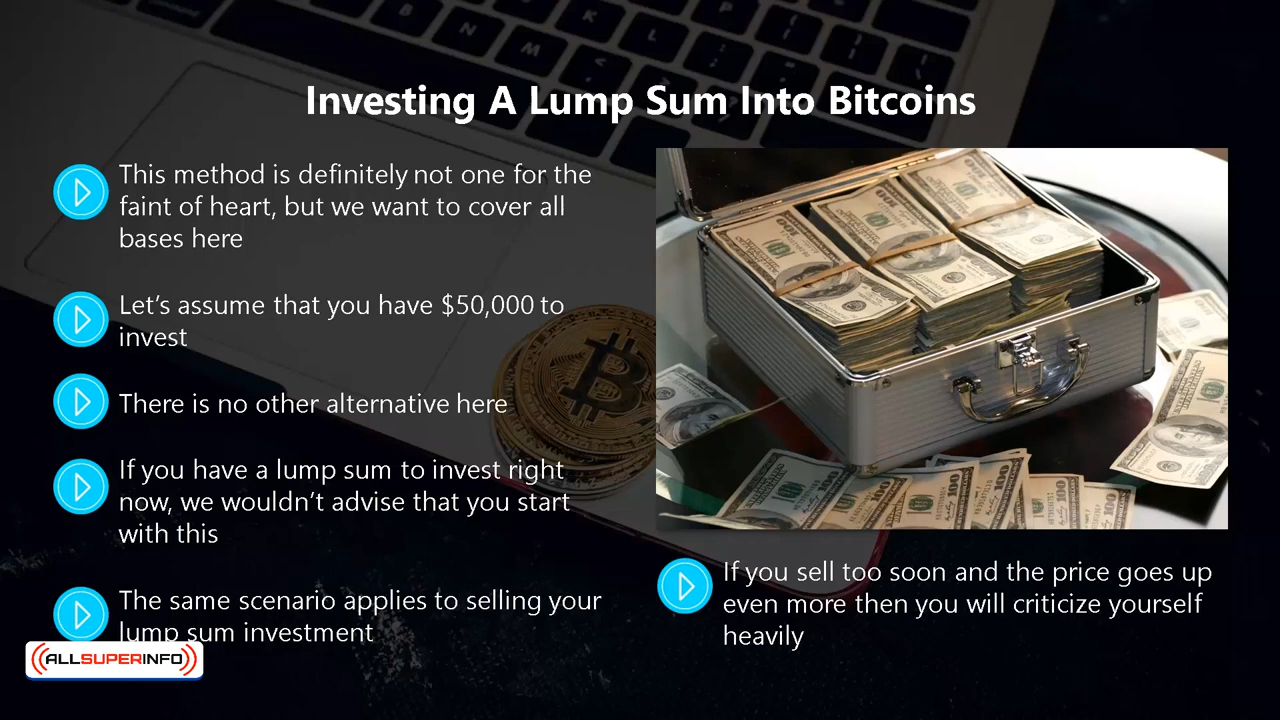 Investing A Lump Sum Into Bitcoins
This method is definitely not one for the
faint of heart, but we want to cover all
bases here
Let's assume that you have $50,000 to
invest
There is no other alternative here
If you have a lump sum to invest right
now, we wouldn't advise that you start
with this
The same scenario applies to selling your
lump sum investment
If you sell too soon and the price goes up
even more then you will criticize yourself
heavily
ALLSUPERINFO